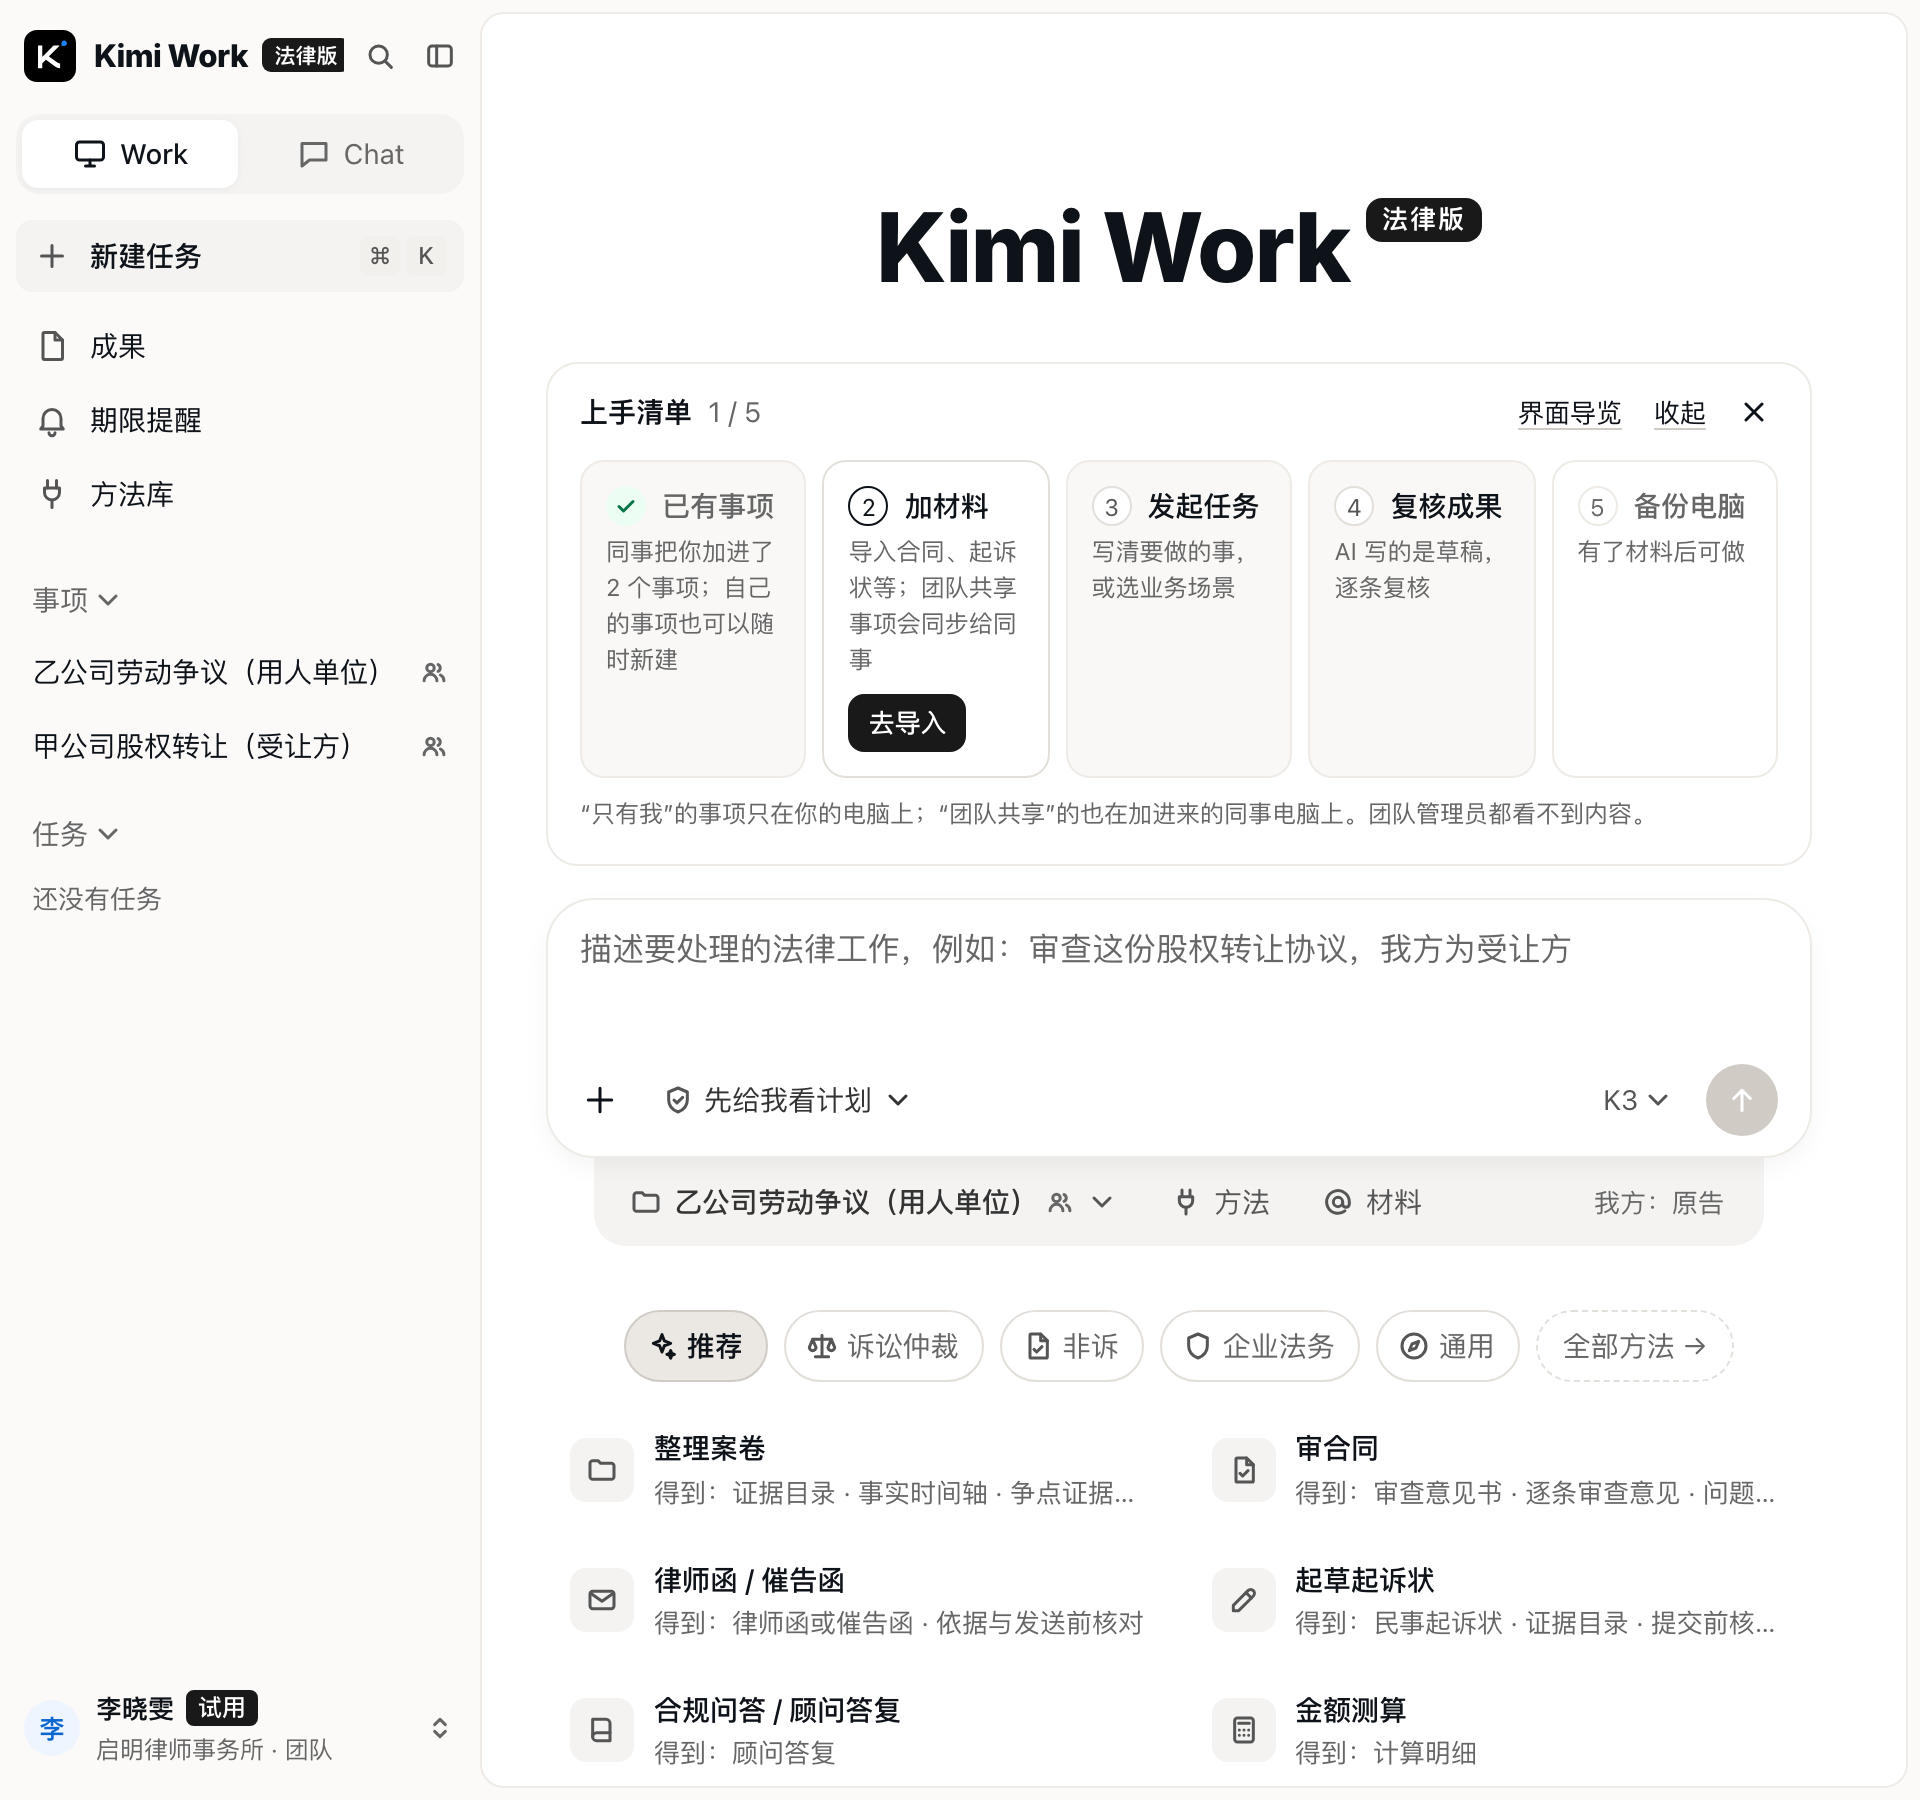 Kimi Work 法律版
Work
Chat
新建任务 ⌘ K
成果
期限提醒
方法库
事项
乙公司劳动争议（用人单位）
甲公司股权转让（受让方）
任务
还没有任务
李 李晓雯 试用
启明律师事务所 · 团队
Kimi Work 法律版
上手清单 1 / 5
界面导览 收起
已有事项
同事把你加进了
2 个事项；自己
的事项也可以随
时新建
2 加材料
导入合同、起诉
状等；团队共享
事项会同步给同
事
去导入
3 发起任务
写清要做的事，
或选业务场景
4 复核成果
AI 写的是草稿，
逐条复核
5 备份电脑
有了材料后可做
“只有我”的事项只在你的电脑上；“团队共享”的也在加进来的同事电脑上。团队管理员都看不到内容。
描述要处理的法律工作，例如：审查这份股权转让协议，我方为受让方
先给我看计划
K3
乙公司劳动争议（用人单位）
方法
材料
我方：原告
推荐
诉讼仲裁
非诉
企业法务
通用
全部方法 →
整理案卷
得到：证据目录 · 事实时间轴 · 争点证据...
审合同
得到：审查意见书 · 逐条审查意见 · 问题...
律师函 / 催告函
得到：律师函或催告函 · 依据与发送前核对
起草起诉状
得到：民事起诉状 · 证据目录 · 提交前核...
合规问答 / 顾问答复
得到：顾问答复
金额测算
得到：计算明细